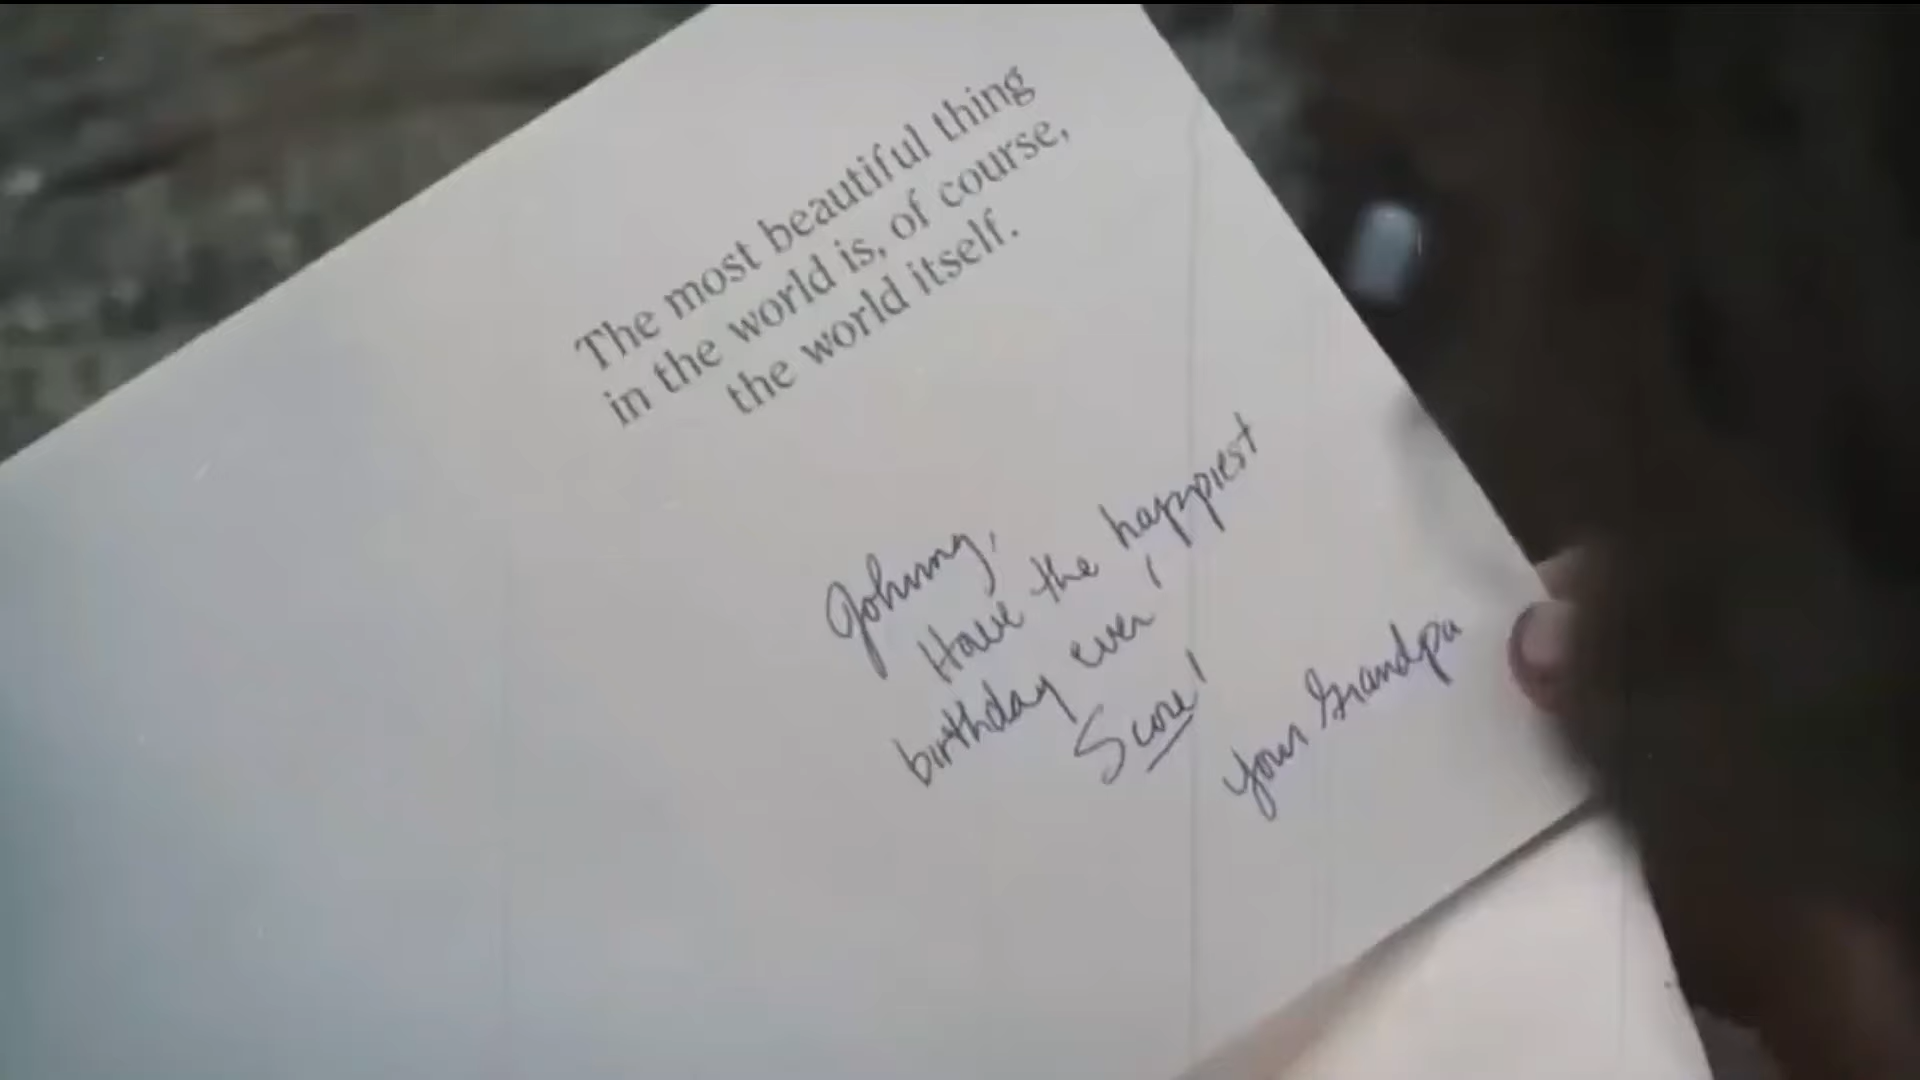 The most beautiful thing
in the world is, of course,
the world itself.
Johnny,
Have the happiest
birthday ever!
Score!
Your Grandpa